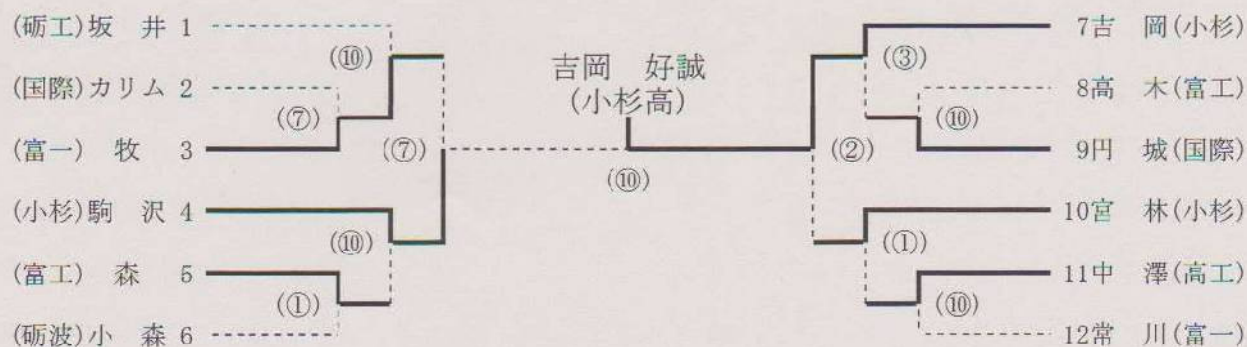 (砺工)坂 井 1
(国際)カリム 2
(富一) 牧 3
(小杉)駒 沢 4
(富工) 森 5
(砺波)小 森 6
(⑩)
(⑦)
(⑦)
(⑩)
(①)
吉岡 好誠
(小杉高)
(⑩)
(③)
(⑩)
(②)
(①)
(⑩)
7吉 岡(小杉)
8高 木(富工)
9円 城(国際)
10宮 林(小杉)
11中 澤(高工)
12常 川(富一)